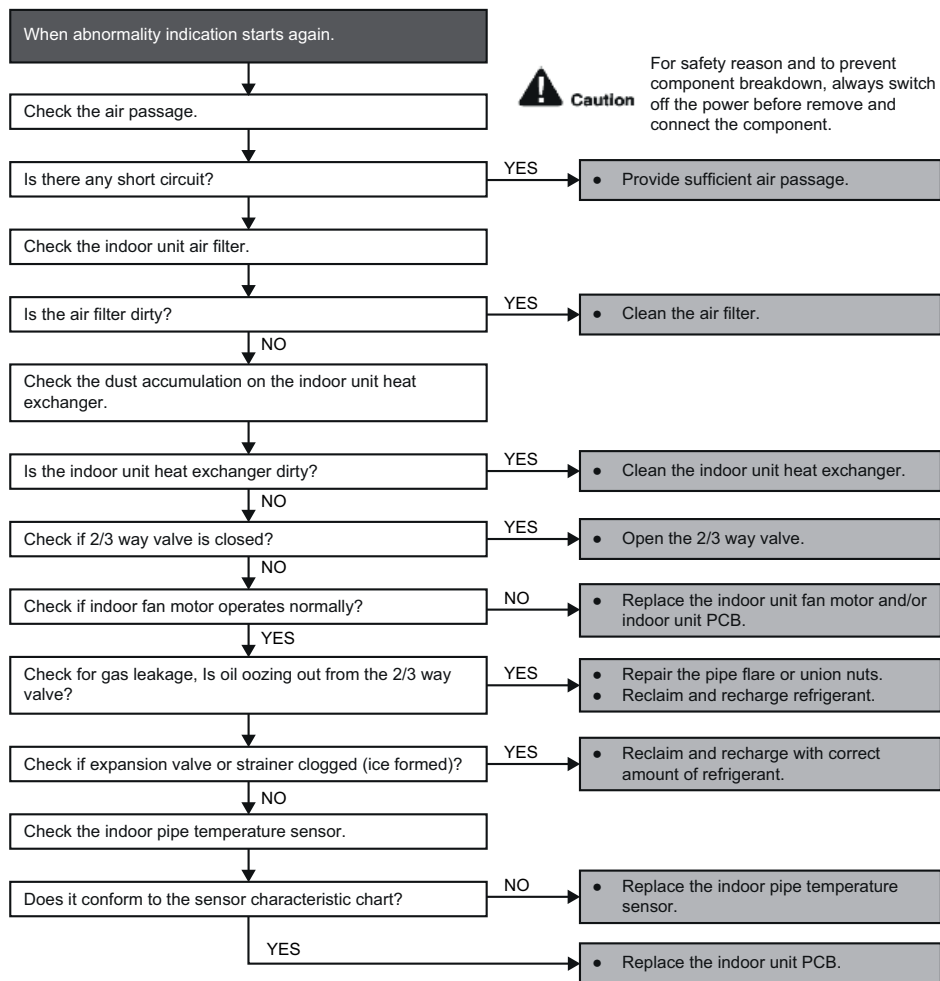 When abnormality indication starts again.
For safety reason and to prevent
component breakdown, always switch
off the power before remove and
connect the component.
Caution
Check the air passage.
Is there any short circuit?
YES
● Provide sufficient air passage.
Check the indoor unit air filter.
Is the air filter dirty?
YES
● Clean the air filter.
NO
Check the dust accumulation on the indoor unit heat
exchanger.
Is the indoor unit heat exchanger dirty?
YES
● Clean the indoor unit heat exchanger.
NO
Check if 2/3 way valve is closed?
YES
● Open the 2/3 way valve.
NO
Check if indoor fan motor operates normally?
NO
● Replace the indoor unit fan motor and/or
indoor unit PCB.
YES
Check for gas leakage, Is oil oozing out from the 2/3 way
valve?
YES
● Repair the pipe flare or union nuts.
● Reclaim and recharge refrigerant.
Check if expansion valve or strainer clogged (ice formed)?
YES
● Reclaim and recharge with correct
amount of refrigerant.
NO
Check the indoor pipe temperature sensor.
Does it conform to the sensor characteristic chart?
NO
● Replace the indoor pipe temperature
sensor.
YES
● Replace the indoor unit PCB.